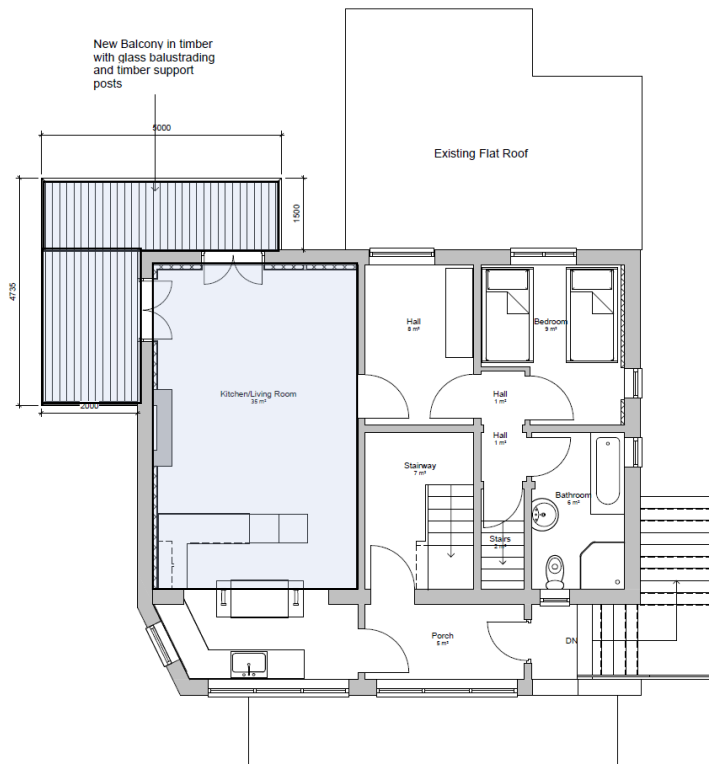 New Balcony in timber
with glass balustrading
and timber support
posts
5000
Existing Flat Roof
1500
4735
Hall
9 m²
Bedroom
9 m²
Kitchen/Living Room
35 m²
Hall
1 m²
2000
Hall
1 m²
Stairway
7 m²
Bathroom
6 m²
Stairs
2 m²
Porch
5 m²
DN